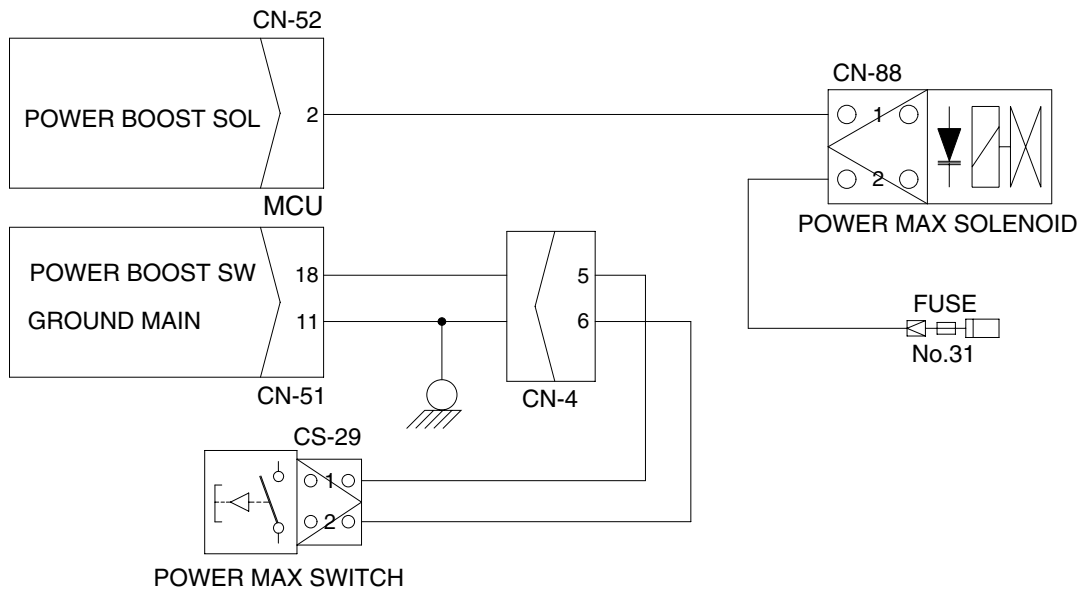 CN-52
POWER BOOST SOL 2
CN-88
1
2
POWER MAX SOLENOID
MCU
POWER BOOST SW 18
GROUND MAIN 11
CN-51
5
6
CN-4
FUSE
No.31
CS-29
1
2
POWER MAX SWITCH